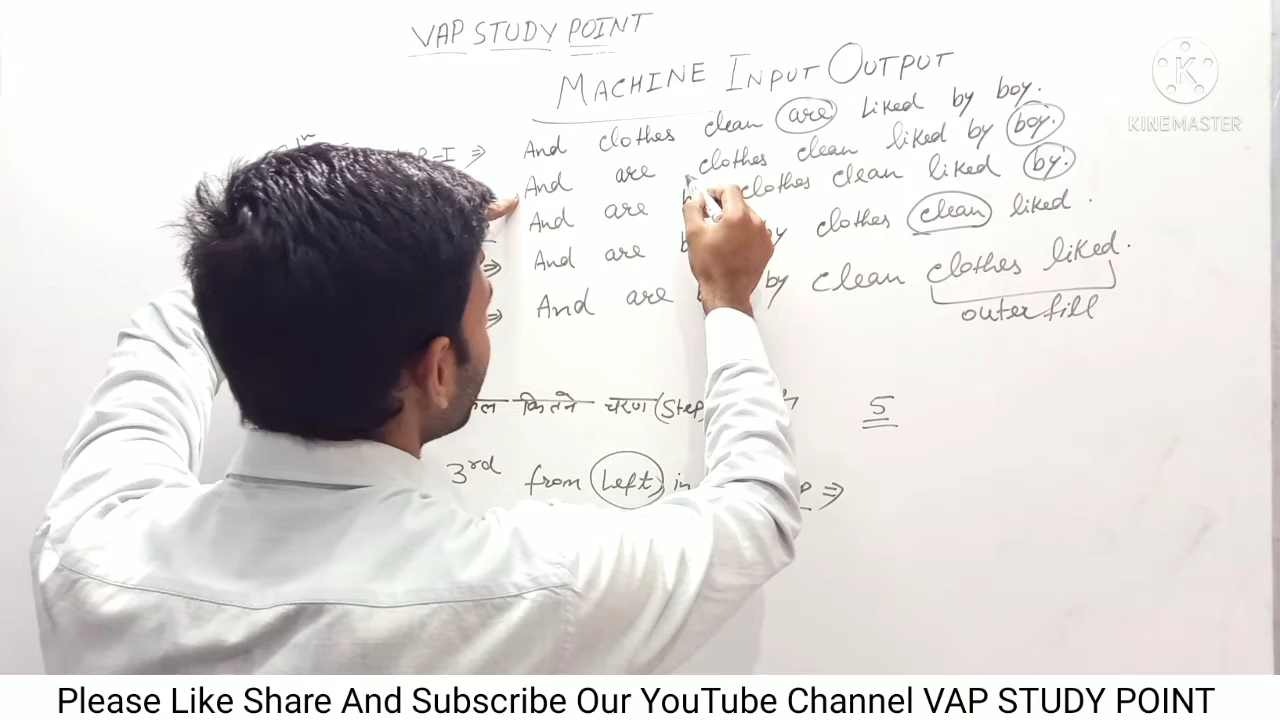 VAP STUDY POINT
MACHINE INPUT OUTPUT
KINEMASTER
P-I ⇒ And clothes clean are liked by boy.
And are clothes clean liked by boy.
And are clothes clean liked by.
⇒ And are by clothes clean liked.
⇒ And are by clean clothes liked.
outer fill
कितने चरण (Step 5
3rd from Left in ⇒
Please Like Share And Subscribe Our YouTube Channel VAP STUDY POINT